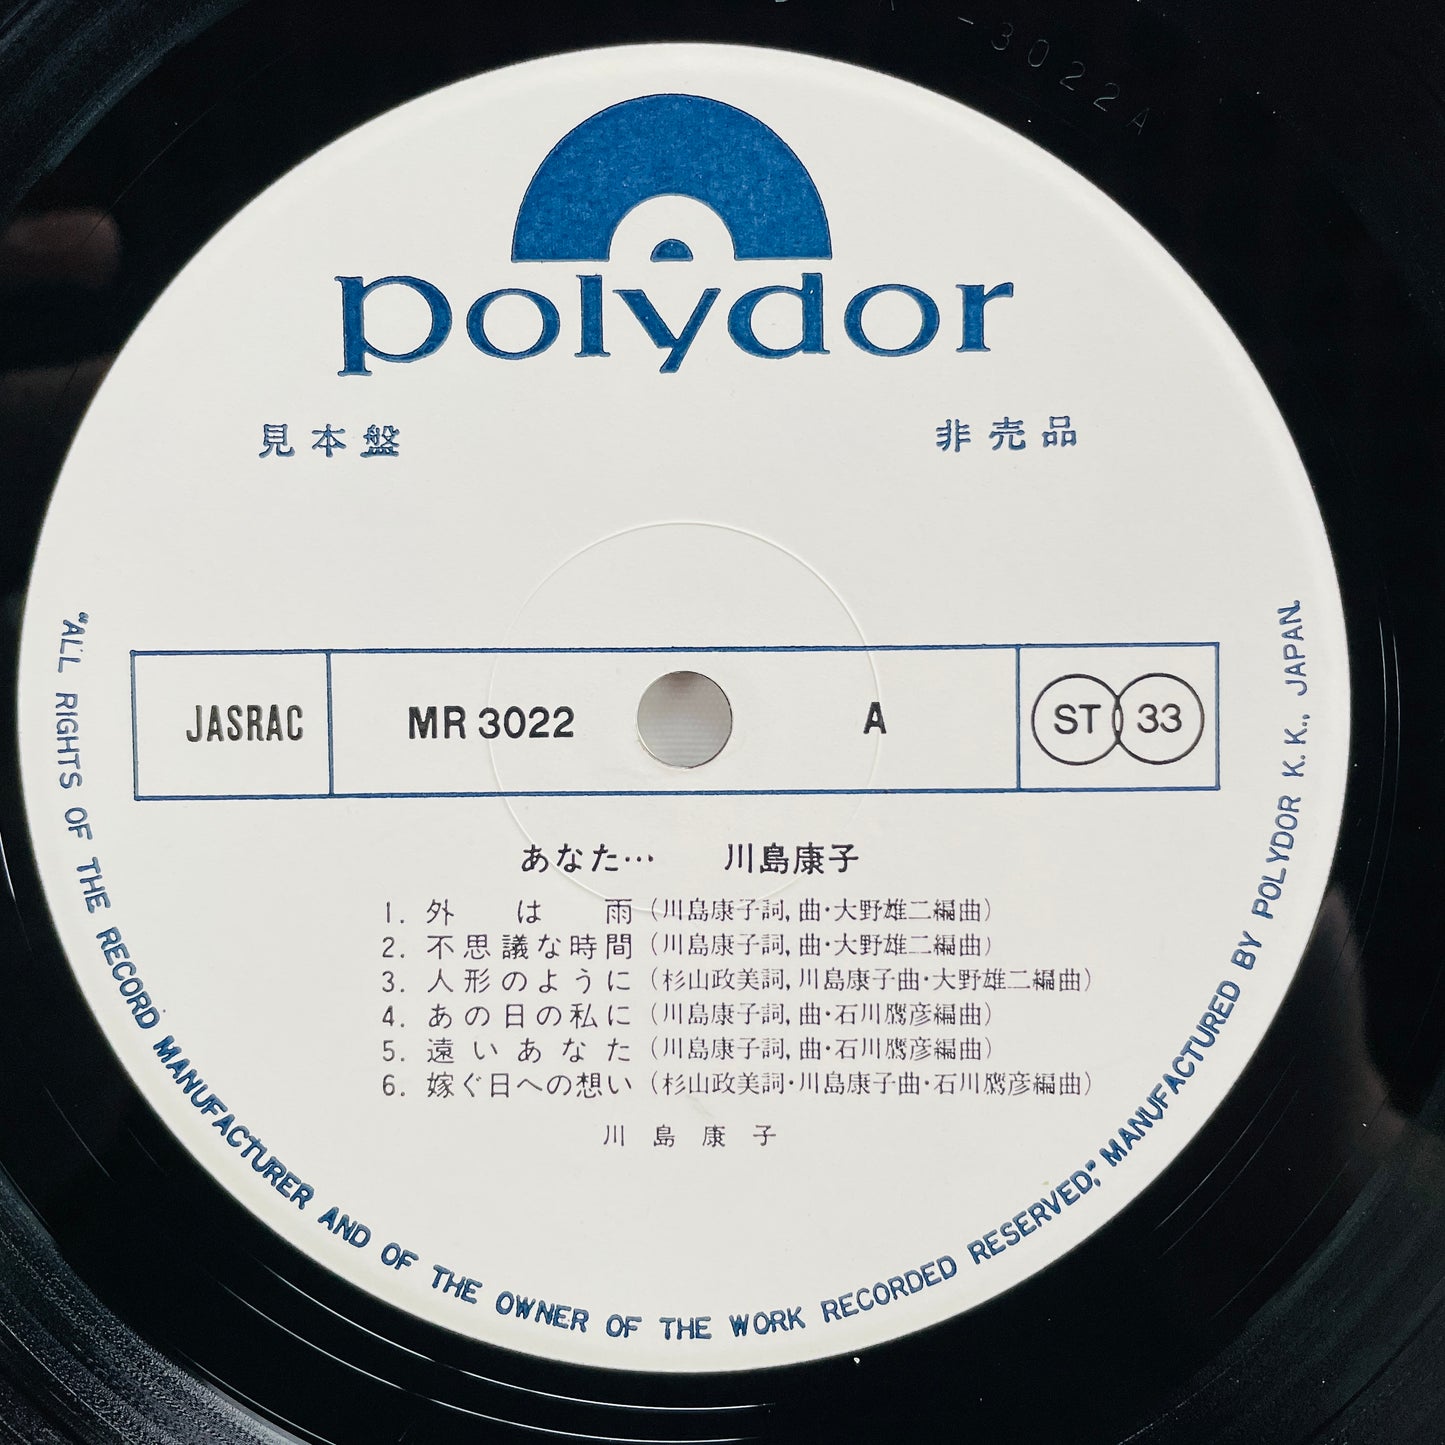 -3022A
polydor
見本盤 非売品
JASRAC MR 3022 A ST 33
あなた… 川島康子
1. 外は雨 (川島康子詞, 曲・大野雄二編曲)
2. 不思議な時間 (川島康子詞, 曲・大野雄二編曲)
3. 人形のように (杉山政美詞, 川島康子曲・大野雄二編曲)
4. あの日の私に (川島康子詞, 曲・石川鷹彦編曲)
5. 遠いあなた (川島康子詞, 曲・石川鷹彦編曲)
6. 嫁ぐ日への想い (杉山政美詞・川島康子曲・石川鷹彦編曲)
川島康子
"ALL RIGHTS OF THE RECORD MANUFACTURER AND OF THE OWNER OF THE WORK RECORDED RESERVED," MANUFACTURED BY POLYDOR K.K., JAPAN.